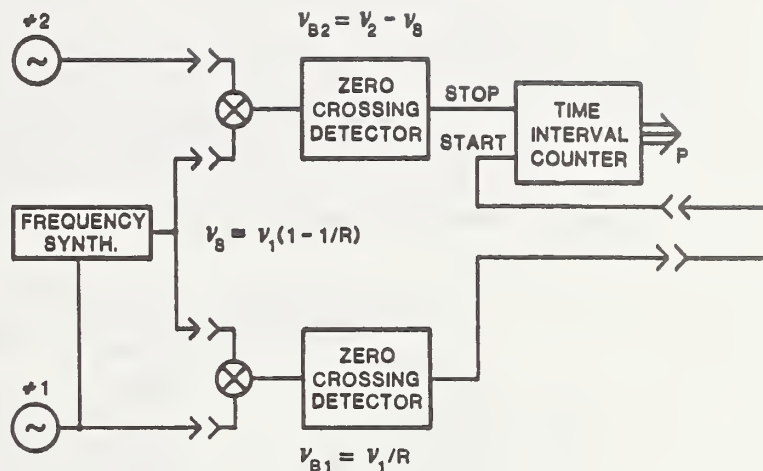 #2
ν_B2 = ν_2 - ν_S
ZERO
CROSSING
DETECTOR
STOP
START
TIME
INTERVAL
COUNTER
P
FREQUENCY
SYNTH.
ν_S = ν_1(1 - 1/R)
ZERO
CROSSING
DETECTOR
#1
ν_B1 = ν_1/R